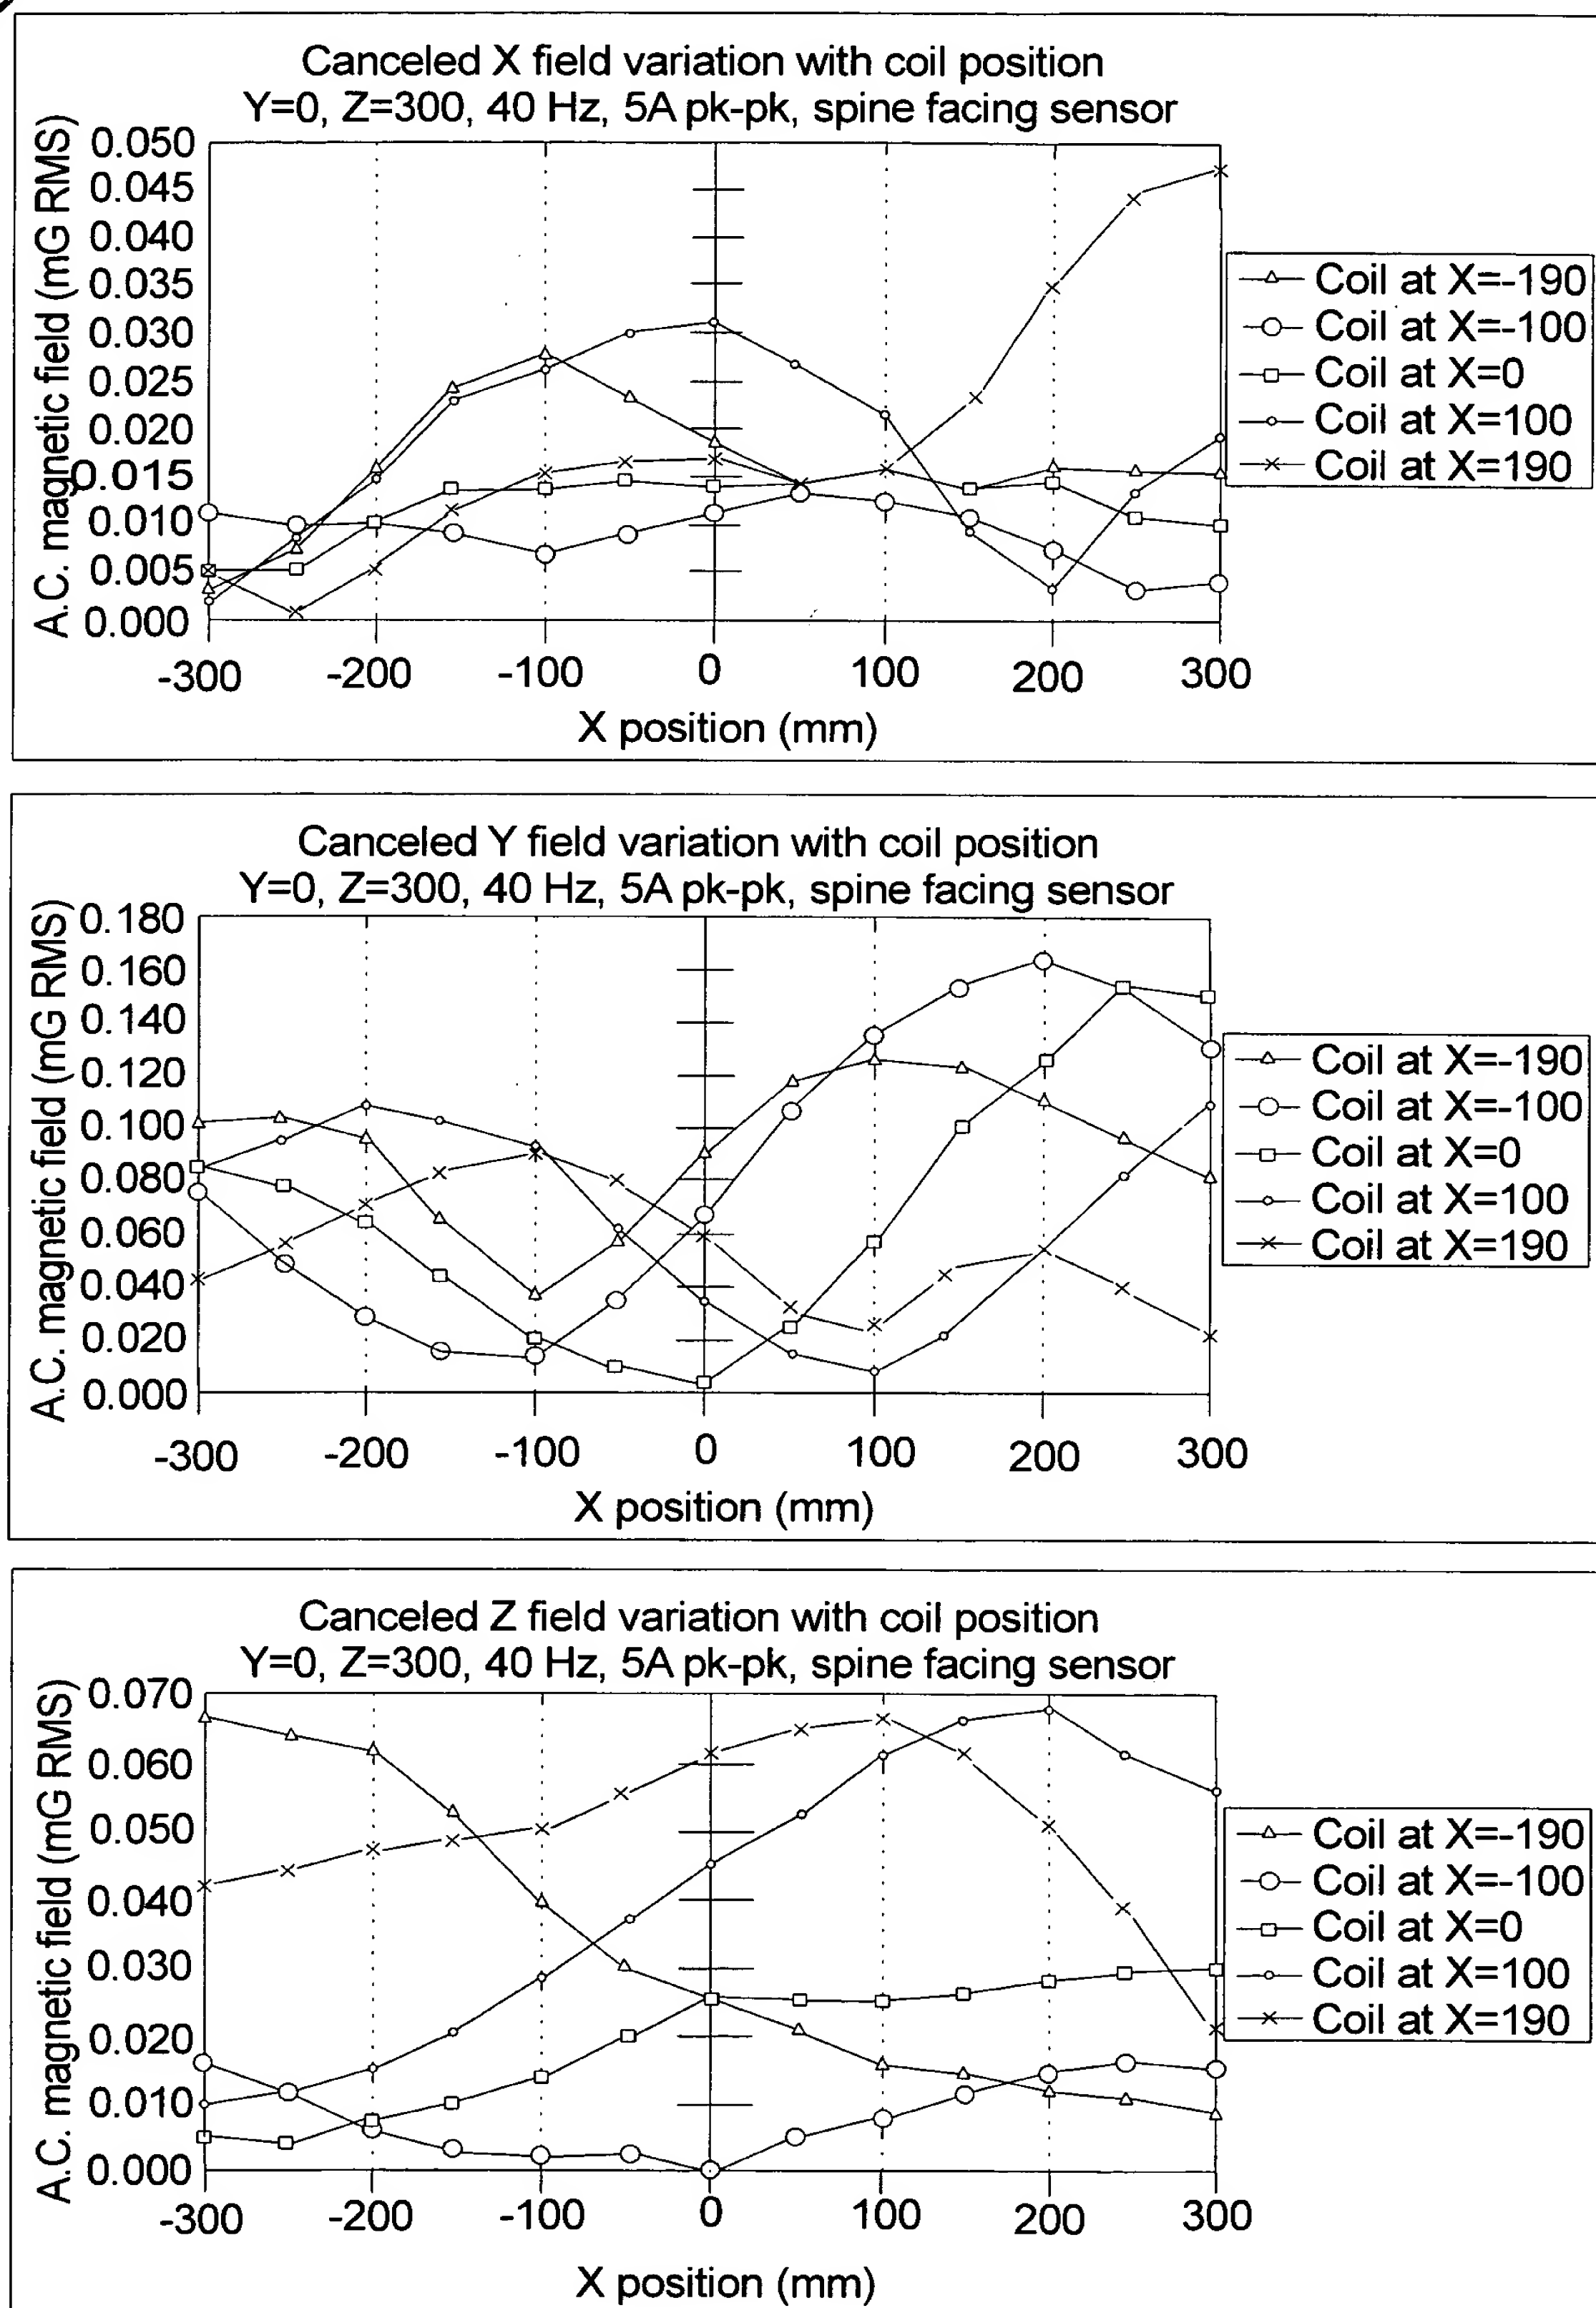 Canceled X field variation with coil position
Y=0, Z=300, 40 Hz, 5A pk-pk, spine facing sensor
A.C. magnetic field (mG RMS)
0.050
0.045
0.040
0.035
0.030
0.025
0.020
0.015
0.010
0.005
0.000
-300 -200 -100 0 100 200 300
X position (mm)
Coil at X=-190
Coil at X=-100
Coil at X=0
Coil at X=100
Coil at X=190
Canceled Y field variation with coil position
Y=0, Z=300, 40 Hz, 5A pk-pk, spine facing sensor
A.C. magnetic field (mG RMS)
0.180
0.160
0.140
0.120
0.100
0.080
0.060
0.040
0.020
0.000
-300 -200 -100 0 100 200 300
X position (mm)
Coil at X=-190
Coil at X=-100
Coil at X=0
Coil at X=100
Coil at X=190
Canceled Z field variation with coil position
Y=0, Z=300, 40 Hz, 5A pk-pk, spine facing sensor
A.C. magnetic field (mG RMS)
0.070
0.060
0.050
0.040
0.030
0.020
0.010
0.000
-300 -200 -100 0 100 200 300
X position (mm)
Coil at X=-190
Coil at X=-100
Coil at X=0
Coil at X=100
Coil at X=190